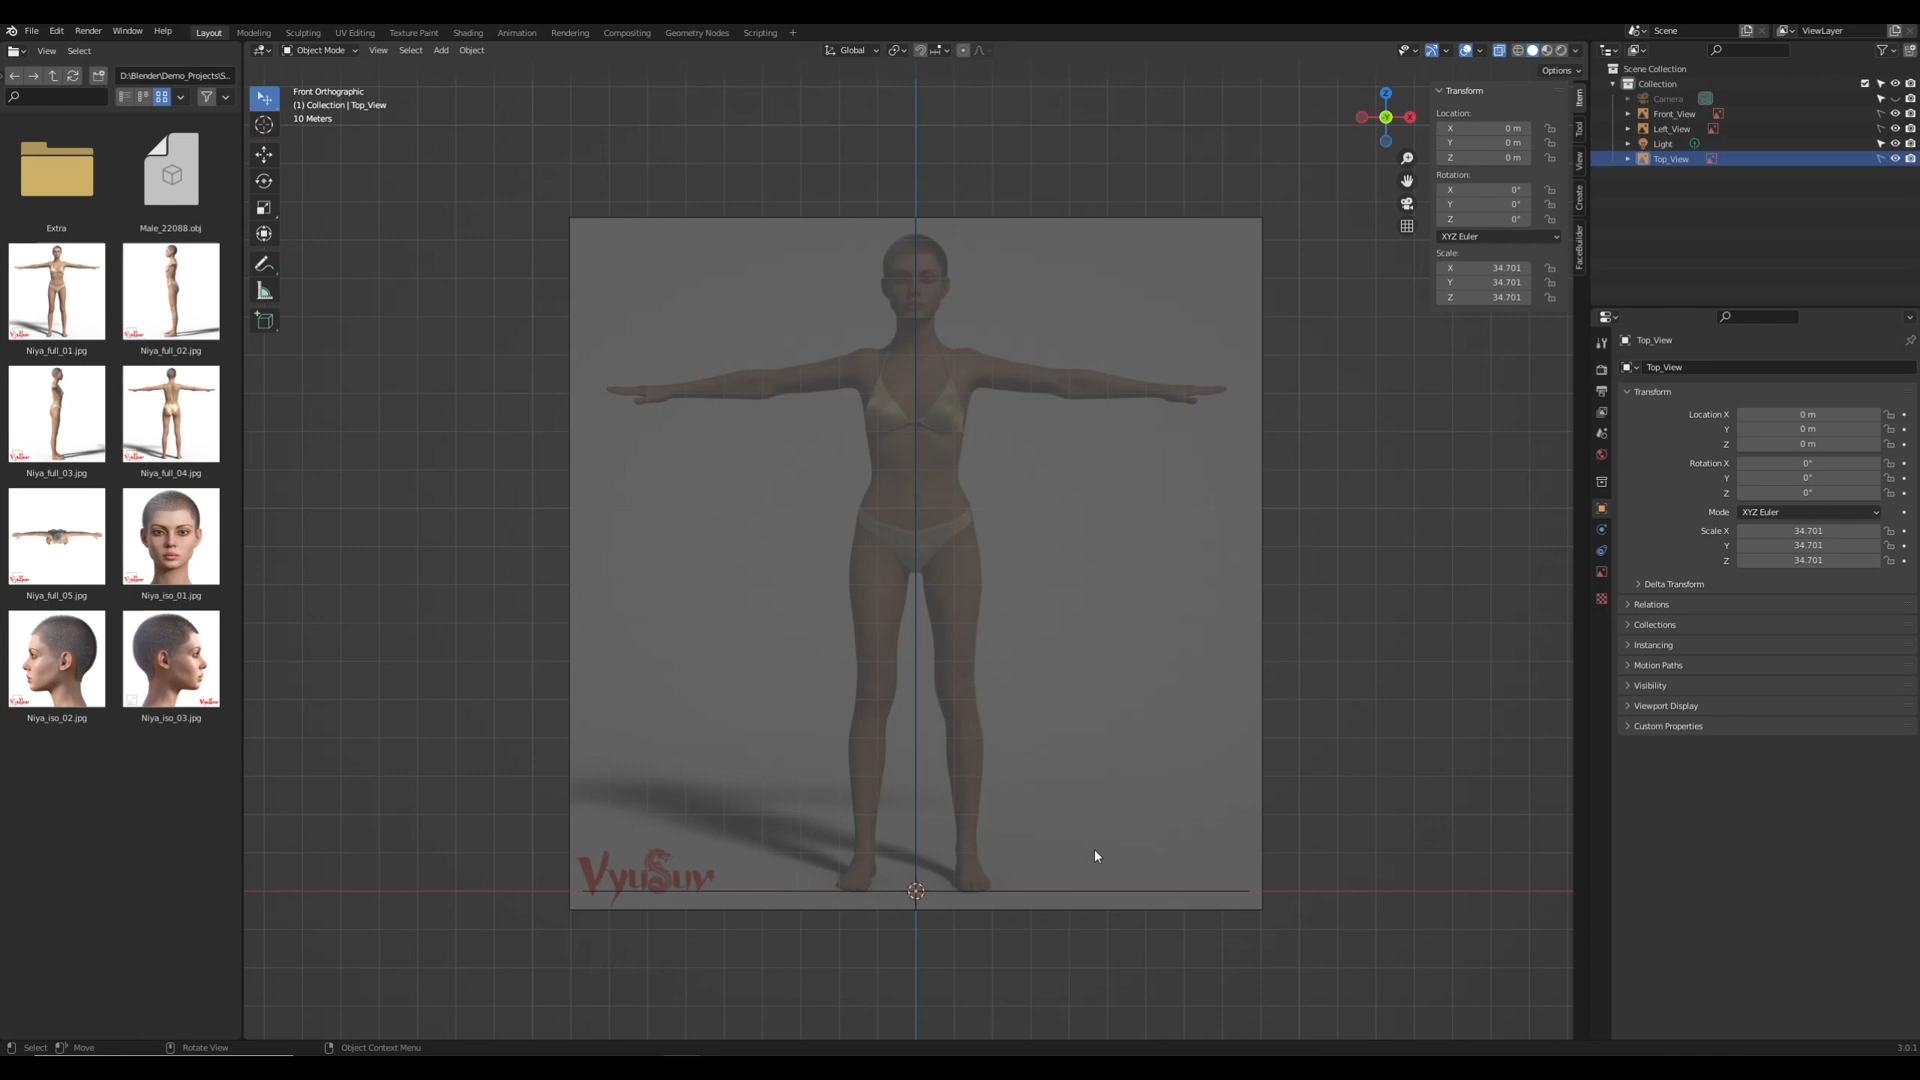 File Edit Render Window Help Layout Modeling Sculpting UV Editing Texture Paint Shading Animation Rendering Compositing Geometry Nodes Scripting + Scene ViewLayer
View Select Object Mode View Select Add Object Global
D:\Blender\Demo_Projects\S... Options
Extra Male_22088.obj
Niya_full_01.jpg Niya_full_02.jpg
Niya_full_03.jpg Niya_full_04.jpg
Niya_full_05.jpg Niya_iso_01.jpg
Niya_iso_02.jpg Niya_iso_03.jpg
Front Orthographic
(1) Collection | Top_View
10 Meters
VyuSuv
Z
Y
X
Transform
Location:
X 0 m
Y 0 m
Z 0 m
Rotation:
X 0°
Y 0°
Z 0°
XYZ Euler
Scale:
X 34.701
Y 34.701
Z 34.701
Item
Tool
View
Create
FaceBuilder
Scene Collection
Collection
Camera
Front_View
Left_View
Light
Top_View
Top_View
Top_View
Transform
Location X 0 m
Y 0 m
Z 0 m
Rotation X 0°
Y 0°
Z 0°
Mode XYZ Euler
Scale X 34.701
Y 34.701
Z 34.701
Delta Transform
Relations
Collections
Instancing
Motion Paths
Visibility
Viewport Display
Custom Properties
Select Move Rotate View Object Context Menu 3.0.1